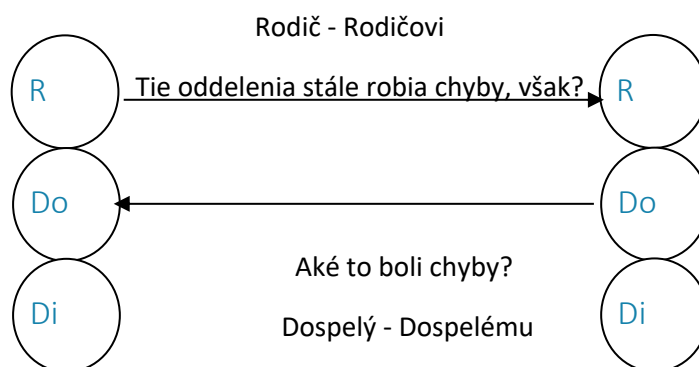 Rodič - Rodičovi
R Tie oddelenia stále robia chyby, však? R
Do Do
Aké to boli chyby?
Di Dospelý - Dospelému Di